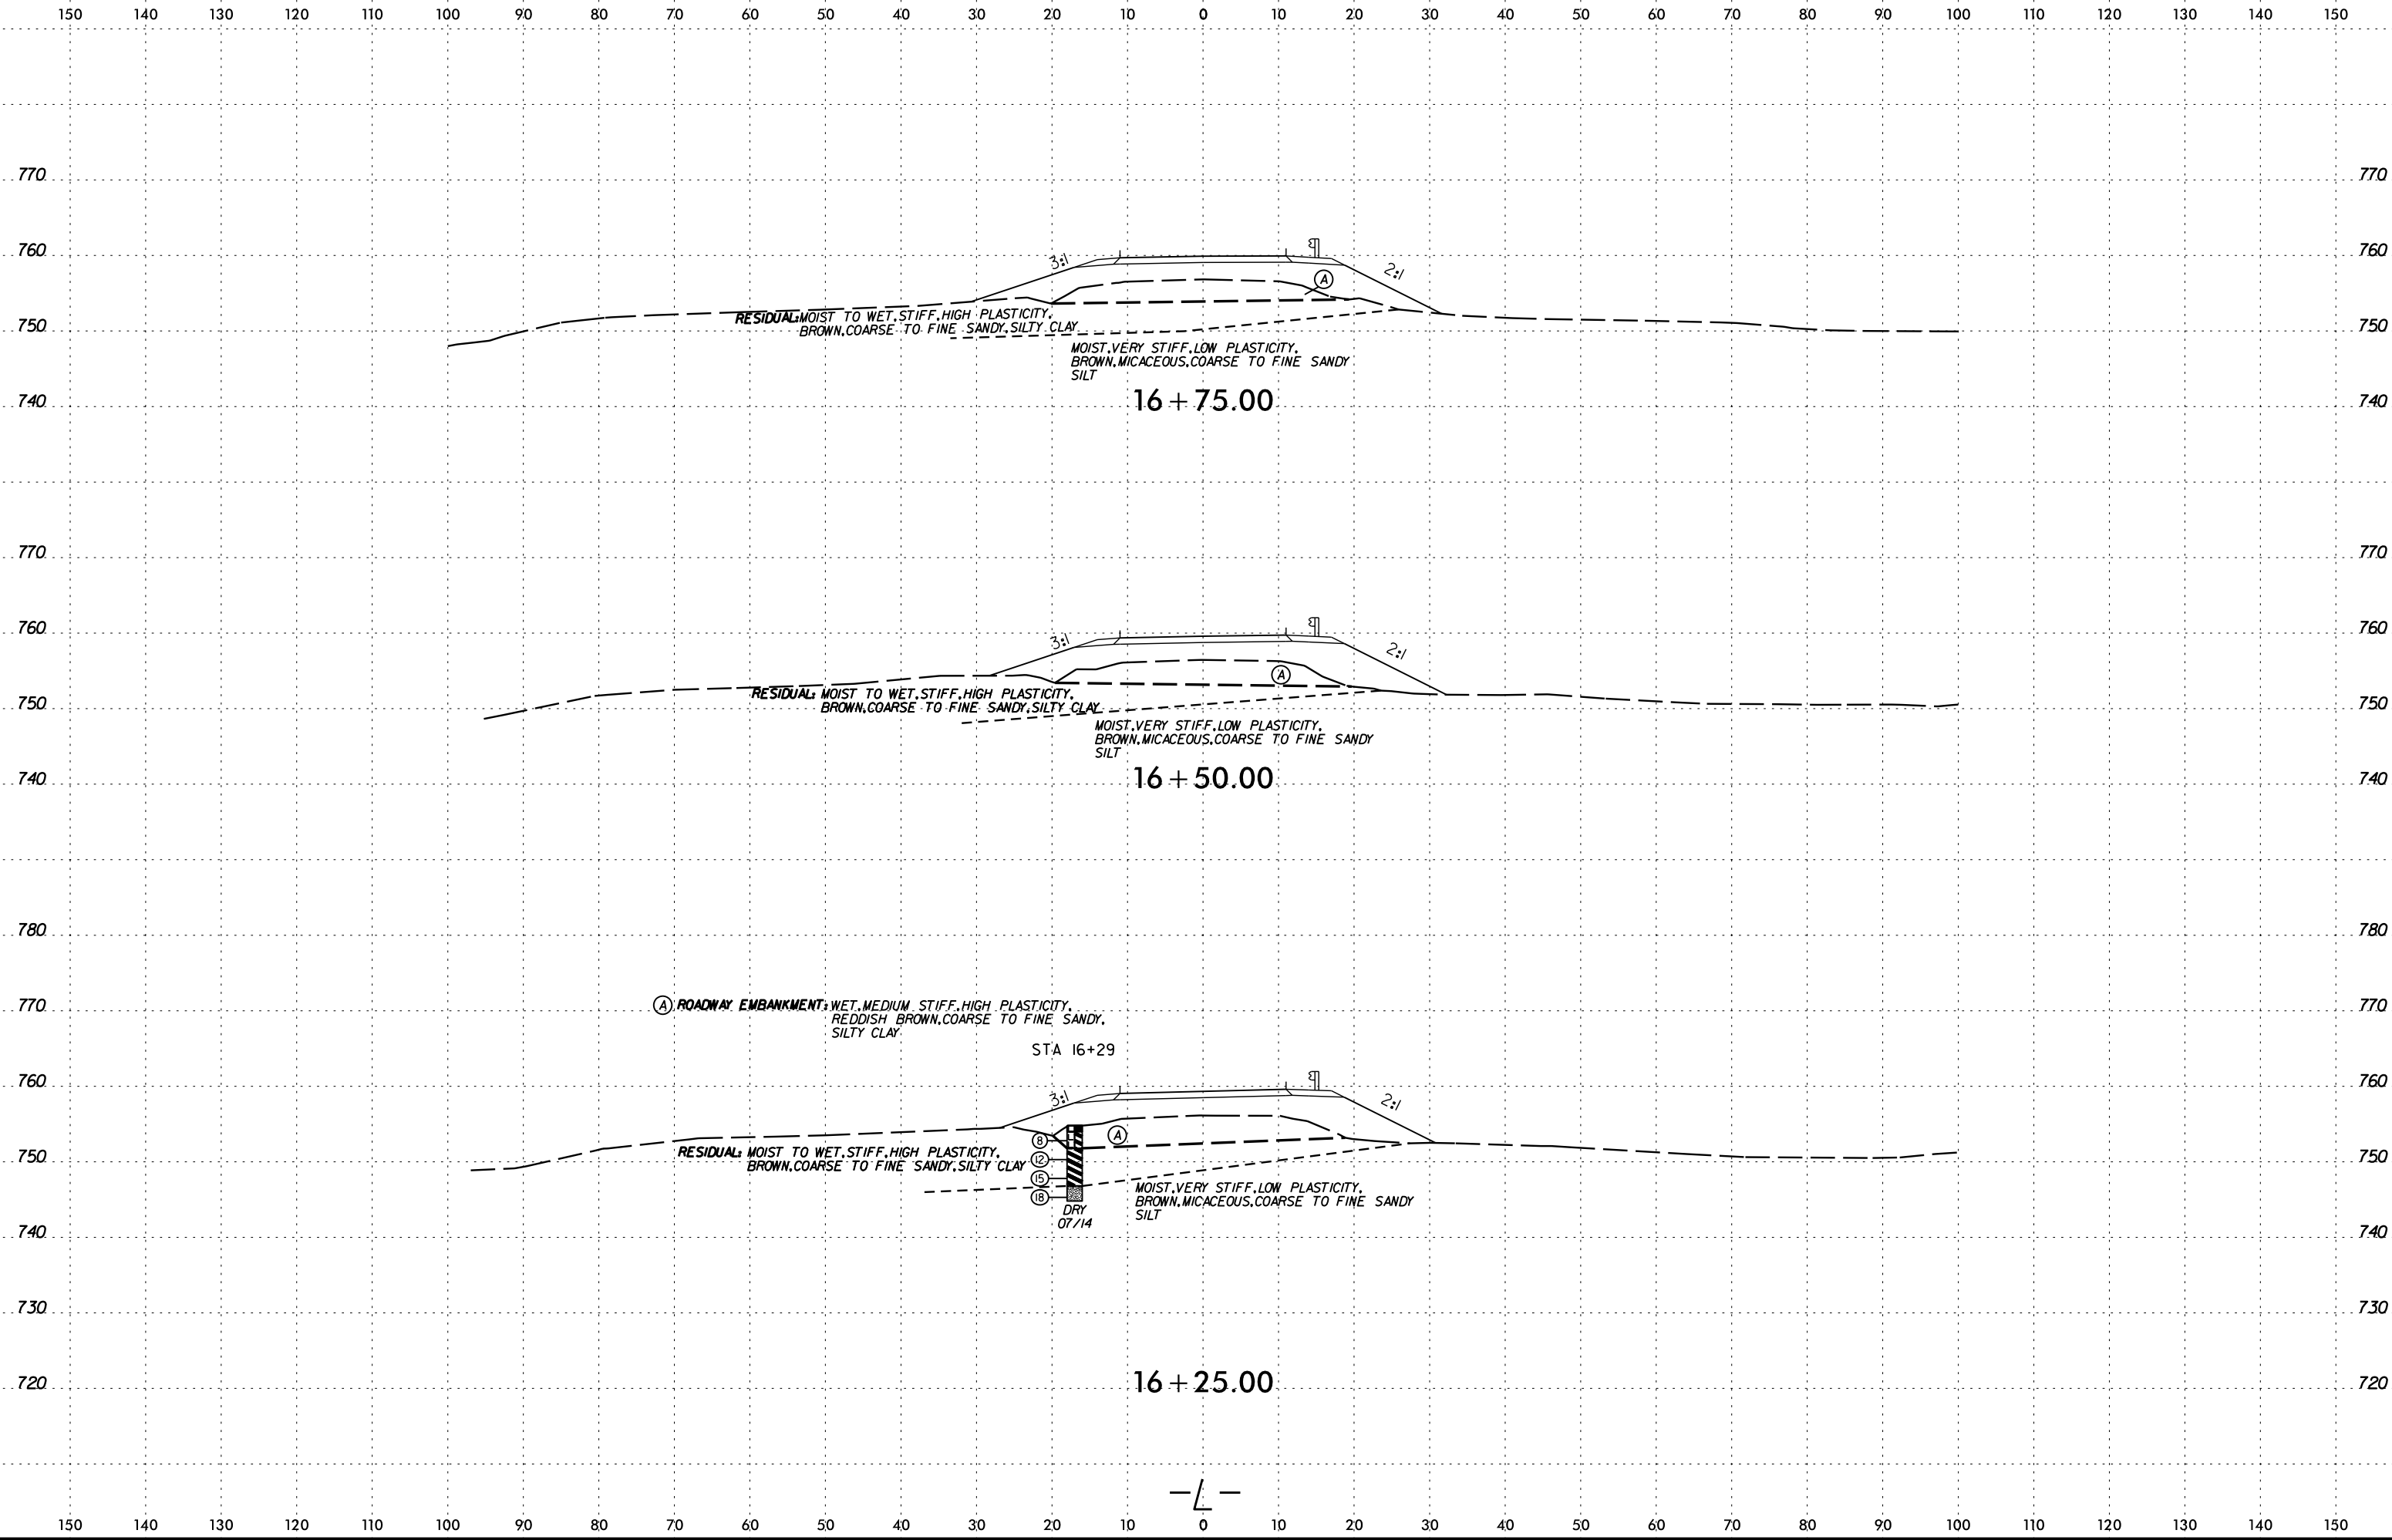 150 140 130 120 110 100 90 80 70 60 50 40 30 20 10 0 10 20 30 40 50 60 70 80 90 100 110 120 130 140 150
770 770
760 760
3:1 2:1
A
RESIDUAL: MOIST TO WET, STIFF, HIGH PLASTICITY,
BROWN, COARSE TO FINE SANDY, SILTY CLAY
750 750
MOIST, VERY STIFF, LOW PLASTICITY,
BROWN, MICACEOUS, COARSE TO FINE SANDY
SILT
740 16+75.00 740
770 770
760 760
3:1 2:1
A
RESIDUAL: MOIST TO WET, STIFF, HIGH PLASTICITY,
BROWN, COARSE TO FINE SANDY, SILTY CLAY
750 750
MOIST, VERY STIFF, LOW PLASTICITY,
BROWN, MICACEOUS, COARSE TO FINE SANDY
SILT
740 16+50.00 740
780 780
770 770
A ROADWAY EMBANKMENT: WET, MEDIUM STIFF, HIGH PLASTICITY,
REDDISH BROWN, COARSE TO FINE SANDY,
SILTY CLAY
STA 16+29
760 760
3:1 2:1
A
8
RESIDUAL: MOIST TO WET, STIFF, HIGH PLASTICITY,
BROWN, COARSE TO FINE SANDY, SILTY CLAY
12
750 750
15
18
MOIST, VERY STIFF, LOW PLASTICITY,
BROWN, MICACEOUS, COARSE TO FINE SANDY
SILT
DRY
07/14
740 740
730 730
720 16+25.00 720
-L-
150 140 130 120 110 100 90 80 70 60 50 40 30 20 10 0 10 20 30 40 50 60 70 80 90 100 110 120 130 140 150